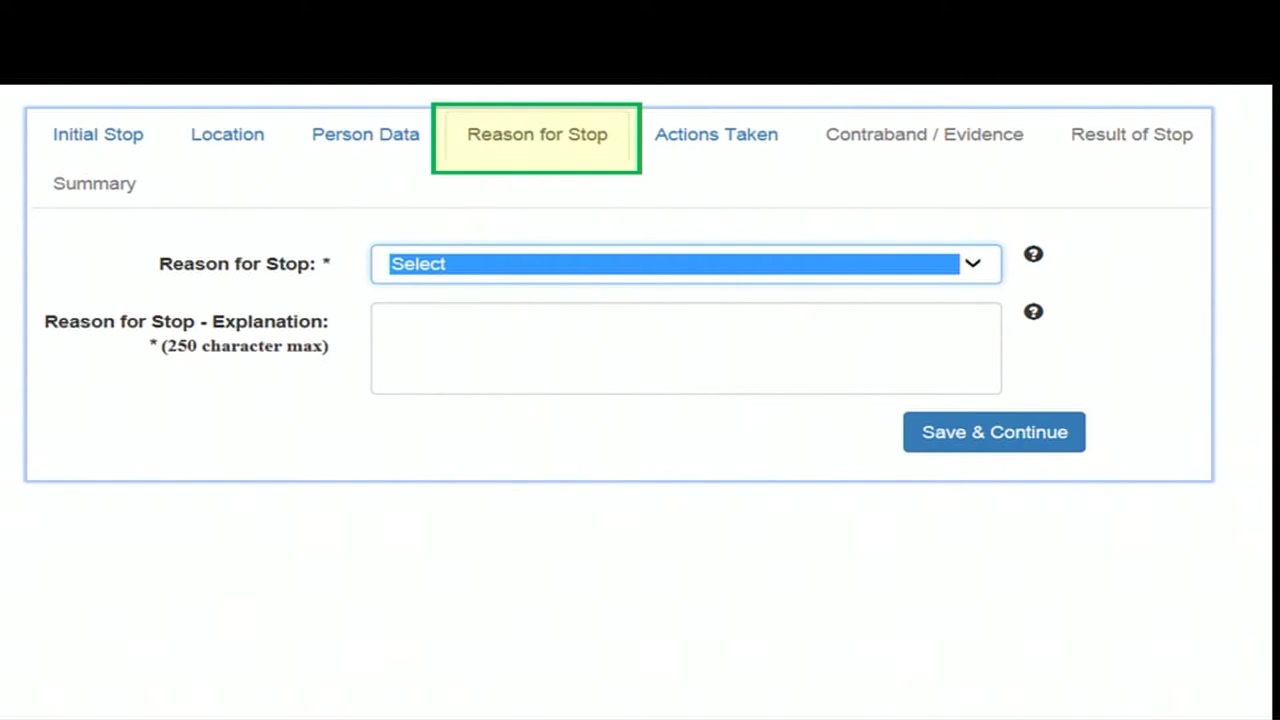 Initial Stop Location Person Data Reason for Stop Actions Taken Contraband / Evidence Result of Stop
Summary
Reason for Stop: * Select
Reason for Stop - Explanation:
* (250 character max)
Save & Continue